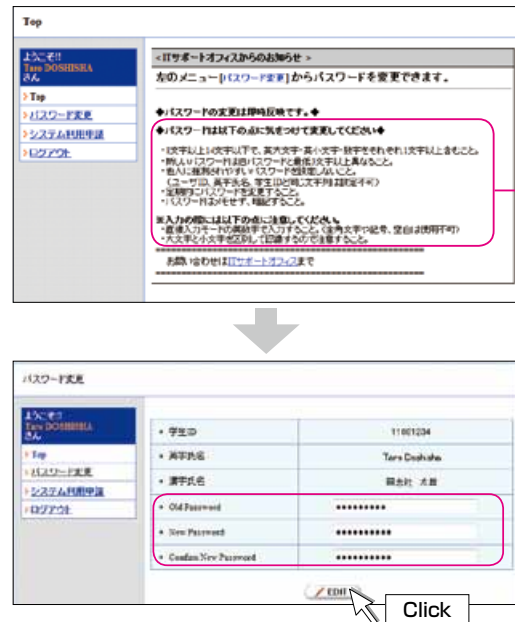 Top
ようこそ!!
Taro DOSHISHA
さん
> Top
> パスワード変更
> システム利用申請
> ログアウト
<ITサポートオフィスからのお知らせ >
左のメニュー[パスワード変更]からパスワードを変更できます。
◆パスワードの変更は即時反映です。◆
◆パスワードは以下の点に気をつけて変更してください◆
文字以下で、英大文字・英小文字・数字をそれぞれ1文字以上含むこと。
・新しいパスワードは旧パスワードと最低3文字以上異なること。
・他人に推測されやすいパスワードを設定しないこと。
(ユーザID、英字氏名、学生IDと同じ文字列は設定不可)
・定期的にパスワードを変更すること。
・パスワードはメモせず、暗記すること。
※入力の際には以下の点に注意してください。
・直接入力モードの英数字で入力すること。(全角文字や記号、空白は使用不可)
・大文字と小文字を区別して認識するので注意すること。
お問い合わせはITサポートオフィスまで
パスワード変更
ようこそ!!
Taro DOSHISHA
さん
> Top
> パスワード変更
> システム利用申請
> ログアウト
・ 学生ID 11001234
・ 英字氏名 Taro Doshisha
・ 漢字氏名 同志社 太郎
・ Old Password ●●●●●●●●●
・ New Password ●●●●●●●●●●
・ Confirm New Password ●●●●●●●●●●
EDIT
Click